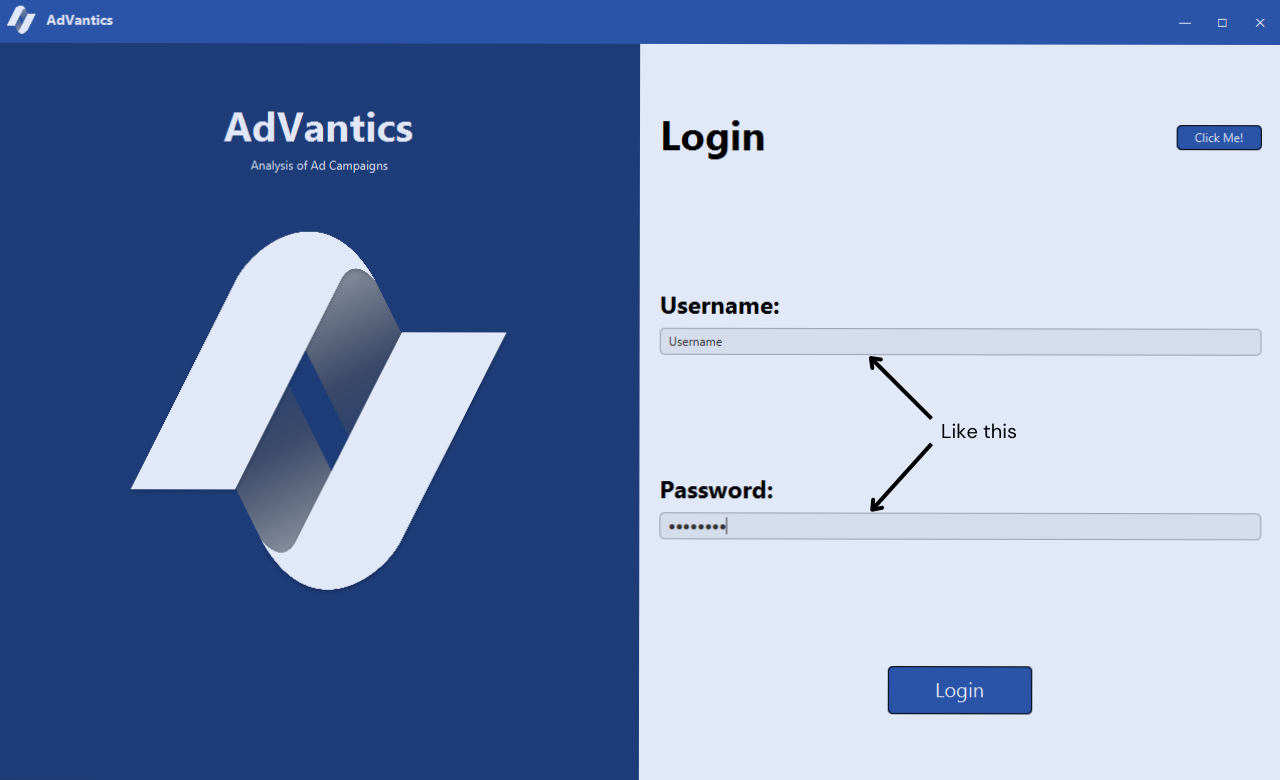 AdVantics
AdVantics
Analysis of Ad Campaigns
Login
Click Me!
Username:
Username
Like this
Password:
••••••••
Login